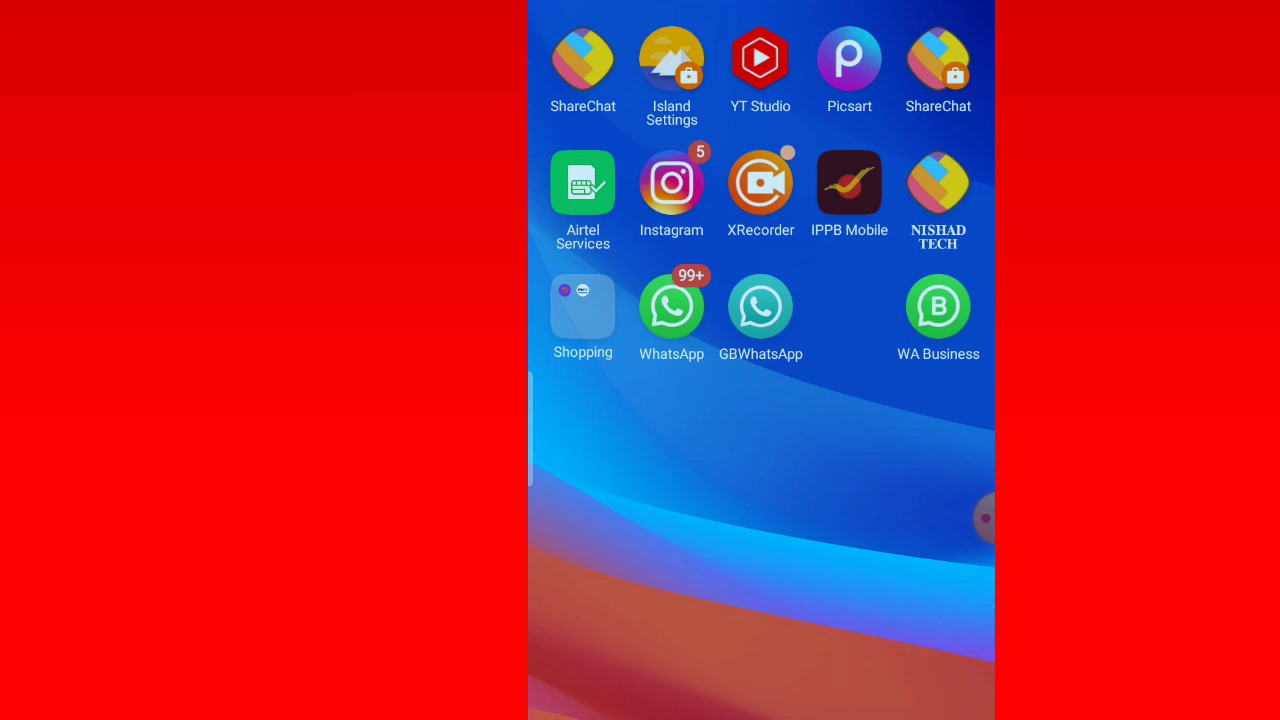 ShareChat
Island
Settings
YT Studio
Picsart
ShareChat
Airtel
Services
5
Instagram
XRecorder
IPPB Mobile
NISHAD
TECH
Shopping
99+
WhatsApp
GBWhatsApp
B
WA Business